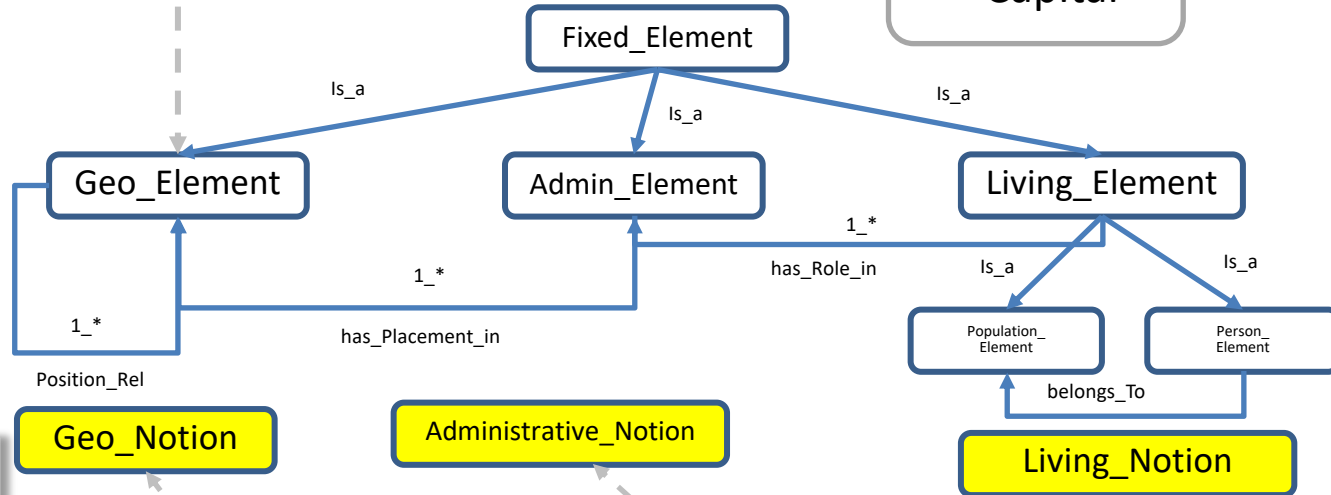 Capital
Fixed_Element
Is_a
Is_a
Is_a
Geo_Element
Admin_Element
Living_Element
1_*
has_Role_in
Is_a
Is_a
1_*
has_Placement_in
1_*
Position_Rel
Population_
Element
Person_
Element
belongs_To
Geo_Notion
Administrative_Notion
Living_Notion